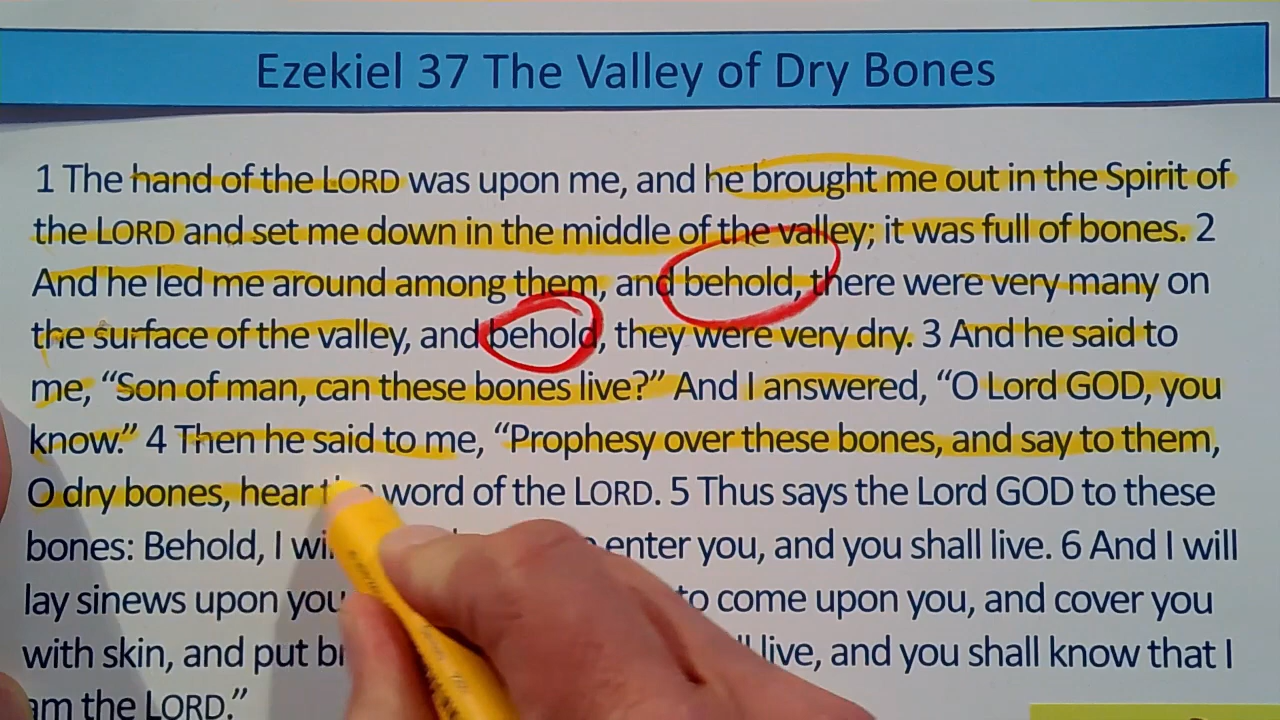 Ezekiel 37 The Valley of Dry Bones
1 The hand of the LORD was upon me, and he brought me out in the Spirit of
the LORD and set me down in the middle of the valley; it was full of bones. 2
And he led me around among them, and behold, there were very many on
the surface of the valley, and behold, they were very dry. 3 And he said to
me, “Son of man, can these bones live?” And I answered, “O Lord GOD, you
know.” 4 Then he said to me, “Prophesy over these bones, and say to them,
O dry bones, hear the word of the LORD. 5 Thus says the Lord GOD to these
bones: Behold, I enter you, and you shall live. 6 And I will
lay sinews upon you to come upon you, and cover you
with skin, and put live, and you shall know that I
am the LORD.”